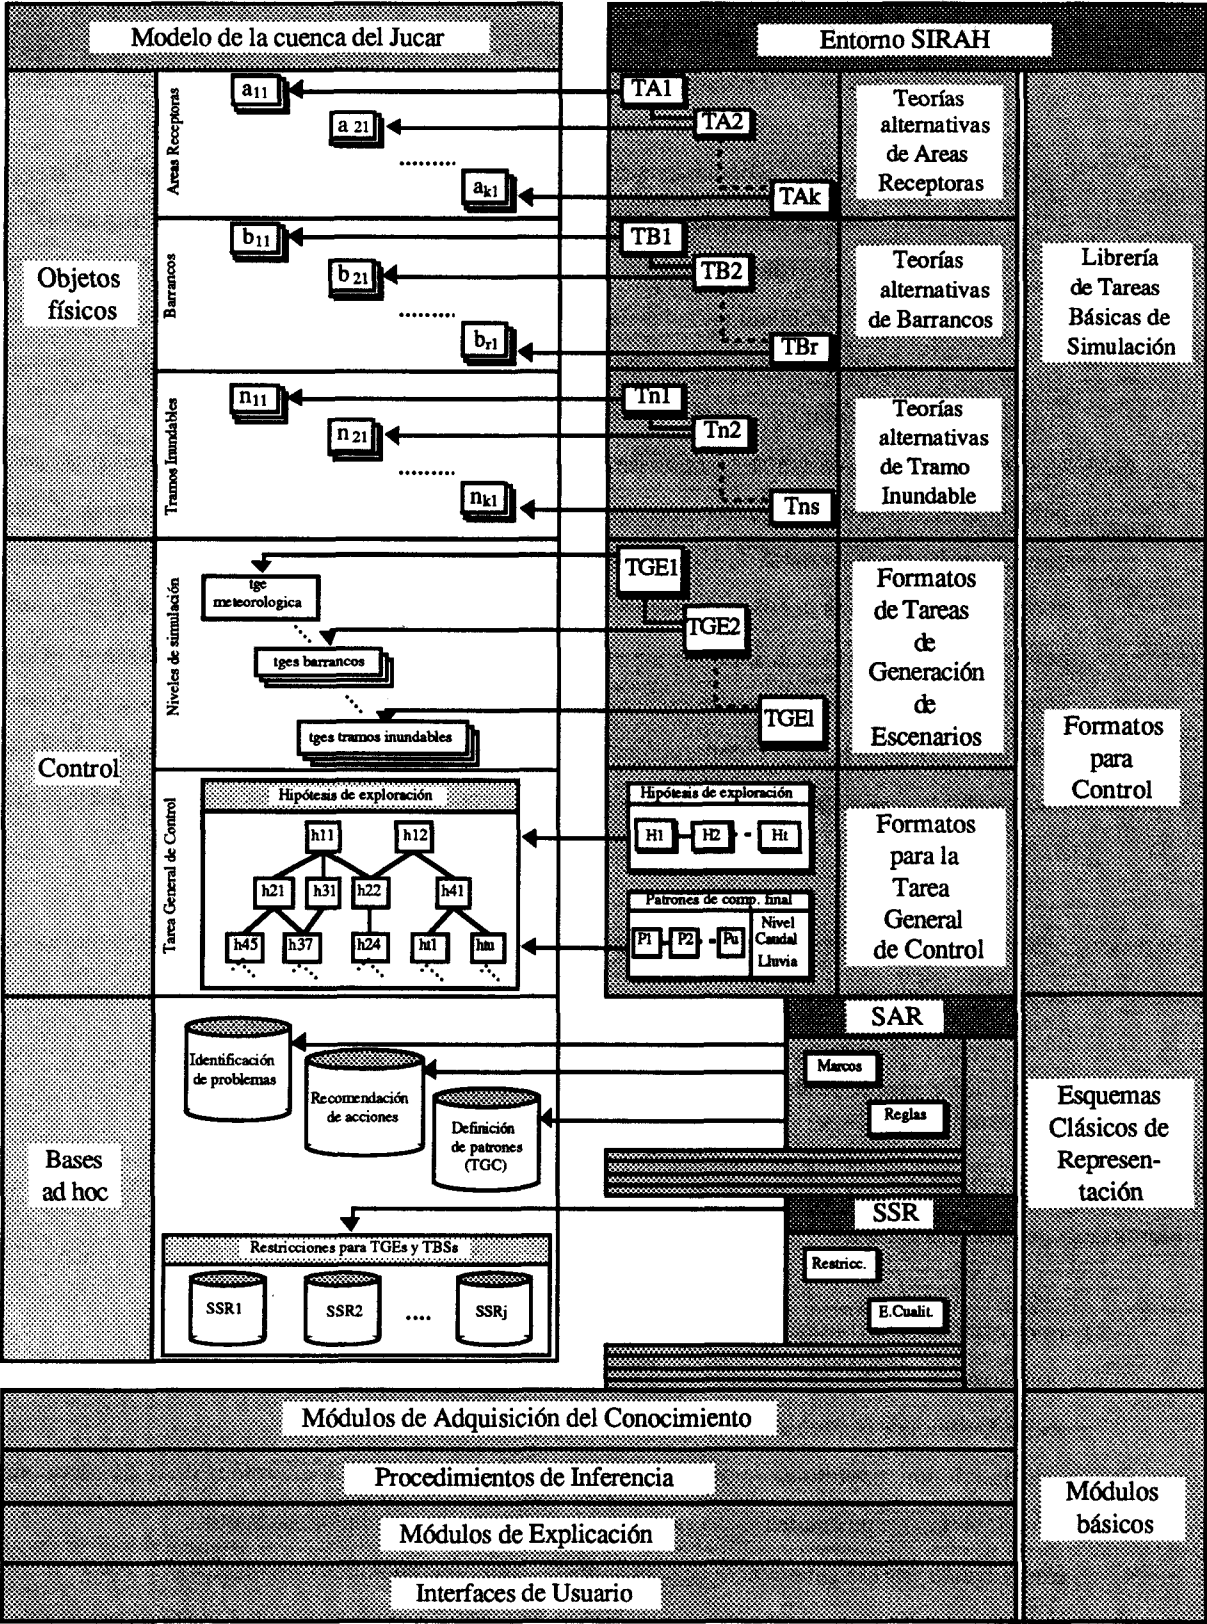 Modelo de la cuenca del Jucar
Entorno SIRAH
Objetos
físicos
Areas Receptoras
a11
a 21
.........
ak1
TA1
TA2
TAk
Teorías
alternativas
de Areas
Receptoras
Barrancos
b11
b 21
.........
br1
TB1
TB2
TBr
Teorías
alternativas
de Barrancos
Tramos Inundables
n11
n 21
.........
nk1
Tn1
Tn2
Tns
Teorías
alternativas
de Tramo
Inundable
Librería
de Tareas
Básicas de
Simulación
Control
Niveles de simulación
tge
meteorologica
tges barrancos
tges tramos inundables
TGE1
TGE2
TGEl
Formatos
de Tareas
de
Generación
de
Escenarios
Tarea General de Control
Hipótesis de exploración
h11
h12
h21
h31
h22
h41
h45
h37
h24
ht1
htu
Hipótesis de exploración
H1
H2
Ht
Patrones de comp. final
P1
P2
Pu
Nivel
Caudal
Lluvia
Formatos
para la
Tarea
General
de Control
Formatos
para
Control
Bases
ad hoc
Identificación
de problemas
Recomendación
de acciones
Definición
de patrones
(TGC)
SAR
Marcos
Reglas
Restricciones para TGEs y TBSs
SSR1
SSR2
....
SSRj
SSR
Restricc.
E.Cualit.
Esquemas
Clásicos de
Represen-
tación
Módulos de Adquisición del Conocimiento
Procedimientos de Inferencia
Módulos de Explicación
Interfaces de Usuario
Módulos
básicos